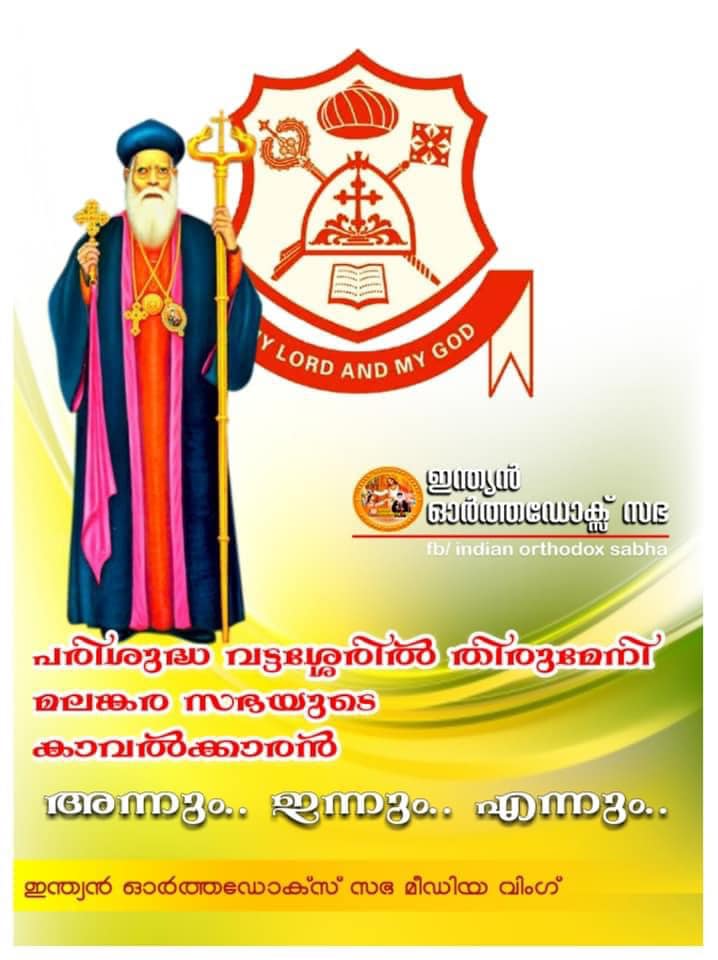 MY LORD AND MY GOD
ഇന്ത്യൻ
ഓർത്തഡോക്സ് സഭ
fb/ indian orthodox sabha
പരിശുദ്ധ വട്ടശ്ശേരിൽ തിരുമേനി
മലങ്കര സഭയുടെ
കാവൽക്കാരൻ
അന്നും.. ഇന്നും.. എന്നും..
ഇന്ത്യൻ ഓർത്തഡോക്സ് സഭ മീഡിയ വിംഗ്